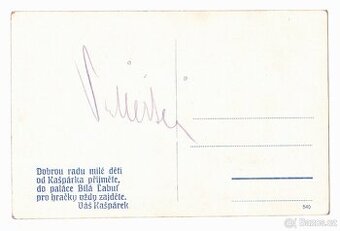 Dobrou radu milé děti
od Kašpárka přijměte,
do paláce Bílá Labuť
pro hračky vždy zajděte.
Váš Kašpárek
Bazos.cz